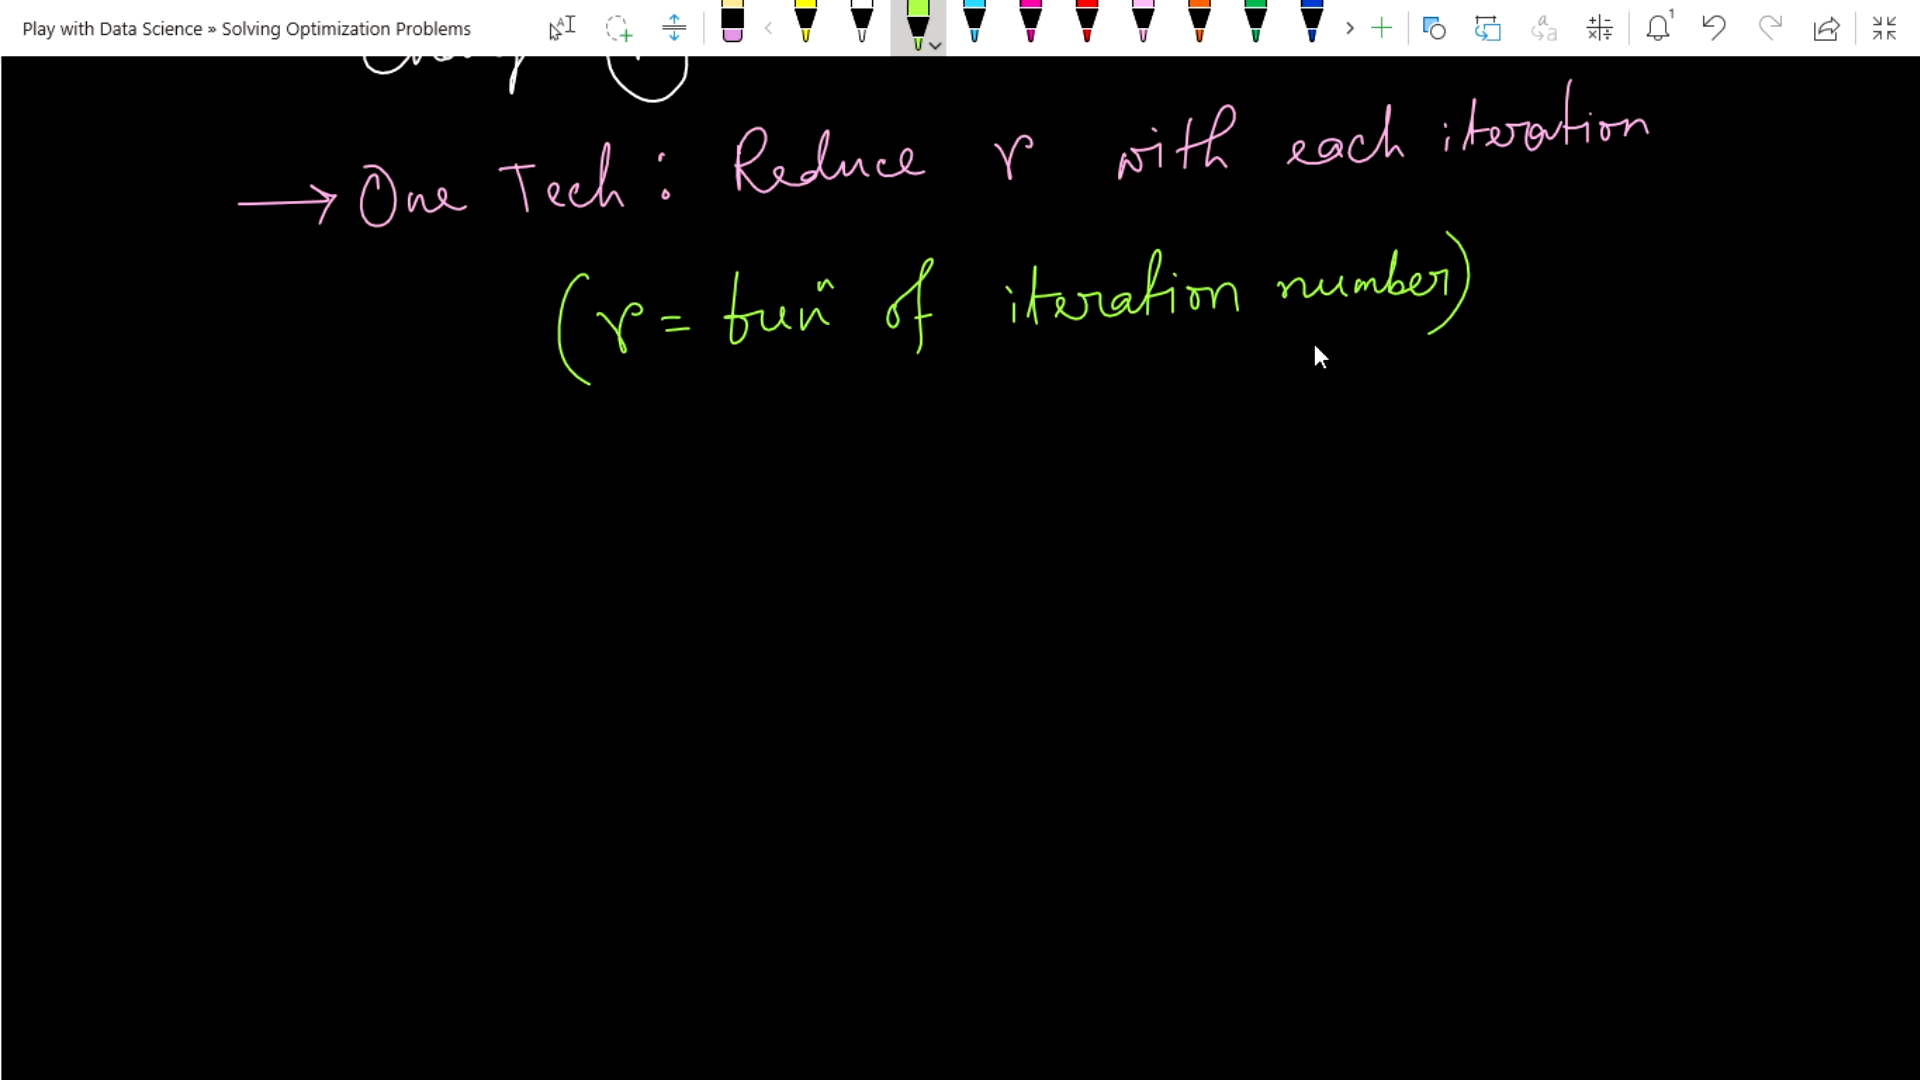 Play with Data Science » Solving Optimization Problems
→ One Tech : Reduce r with each iteration
(r = funⁿ of iteration number)